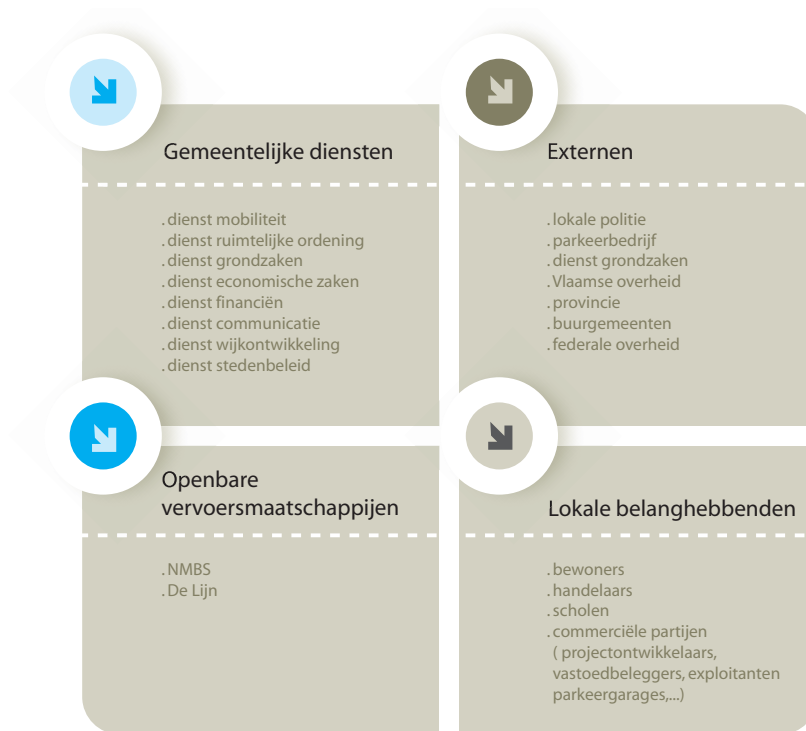 Gemeentelijke diensten
.dienst mobiliteit
.dienst ruimtelijke ordening
.dienst grondzaken
.dienst economische zaken
.dienst financiën
.dienst communicatie
.dienst wijkontwikkeling
.dienst stedenbeleid
Externen
.lokale politie
.parkeerbedrijf
.dienst grondzaken
.Vlaamse overheid
.provincie
.buurgemeenten
.federale overheid
Openbare
vervoersmaatschappijen
.NMBS
.De Lijn
Lokale belanghebbenden
.bewoners
.handelaars
.scholen
.commerciële partijen
( projectontwikkelaars,
vastoedbeleggers, exploitanten
parkeergarages,...)